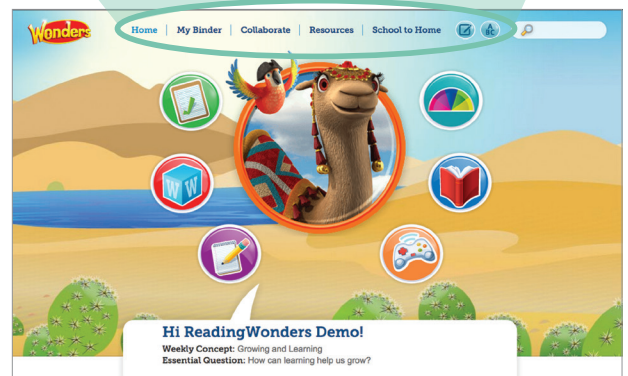 Wonders
Home | My Binder | Collaborate | Resources | School to Home
ABC
W W
Hi ReadingWonders Demo!
Weekly Concept: Growing and Learning
Essential Question: How can learning help us grow?